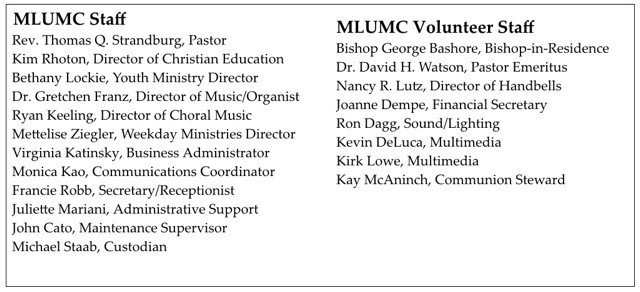 MLUMC Staff
Rev. Thomas Q. Strandburg, Pastor
Kim Rhoton, Director of Christian Education
Bethany Lockie, Youth Ministry Director
Dr. Gretchen Franz, Director of Music/Organist
Ryan Keeling, Director of Choral Music
Mettelise Ziegler, Weekday Ministries Director
Virginia Katinsky, Business Administrator
Monica Kao, Communications Coordinator
Francie Robb, Secretary/Receptionist
Juliette Mariani, Administrative Support
John Cato, Maintenance Supervisor
Michael Staab, Custodian
MLUMC Volunteer Staff
Bishop George Bashore, Bishop-in-Residence
Dr. David H. Watson, Pastor Emeritus
Nancy R. Lutz, Director of Handbells
Joanne Dempe, Financial Secretary
Ron Dagg, Sound/Lighting
Kevin DeLuca, Multimedia
Kirk Lowe, Multimedia
Kay McAninch, Communion Steward